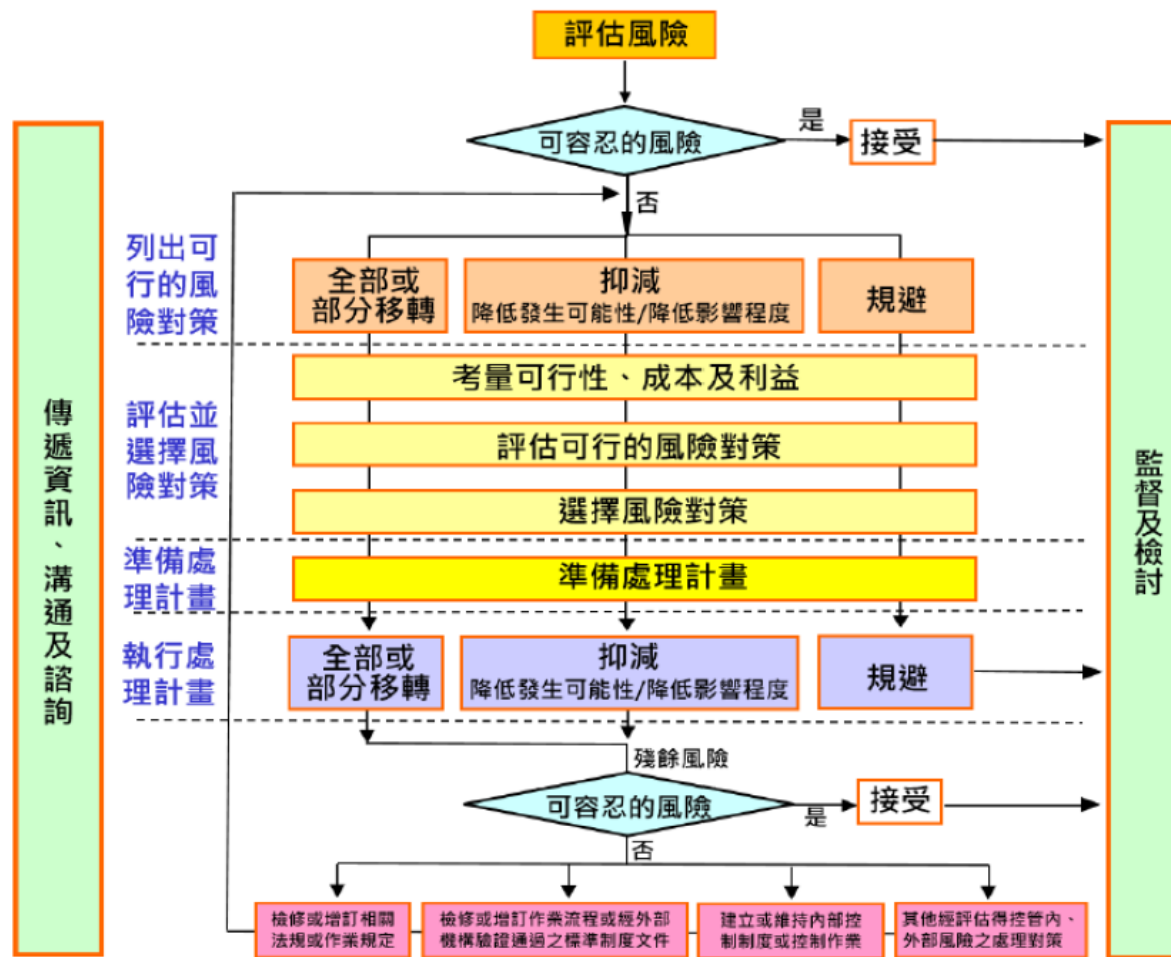 評估風險
可容忍的風險
是
接受
否
列出可
行的風
險對策
全部或
部分移轉
抑減
降低發生可能性/降低影響程度
規避
考量可行性、成本及利益
評估並
選擇風
險對策
評估可行的風險對策
選擇風險對策
準備處
理計畫
準備處理計畫
執行處
理計畫
全部或
部分移轉
抑減
降低發生可能性/降低影響程度
規避
殘餘風險
可容忍的風險
是
接受
否
檢修或增訂相關
法規或作業規定
檢修或增訂作業流程或經外部
機構驗證通過之標準制度文件
建立或維持內部控
制制度或控制作業
其他經評估得控管內、
外部風險之處理對策
傳遞資訊、溝通及諮詢
監督及檢討